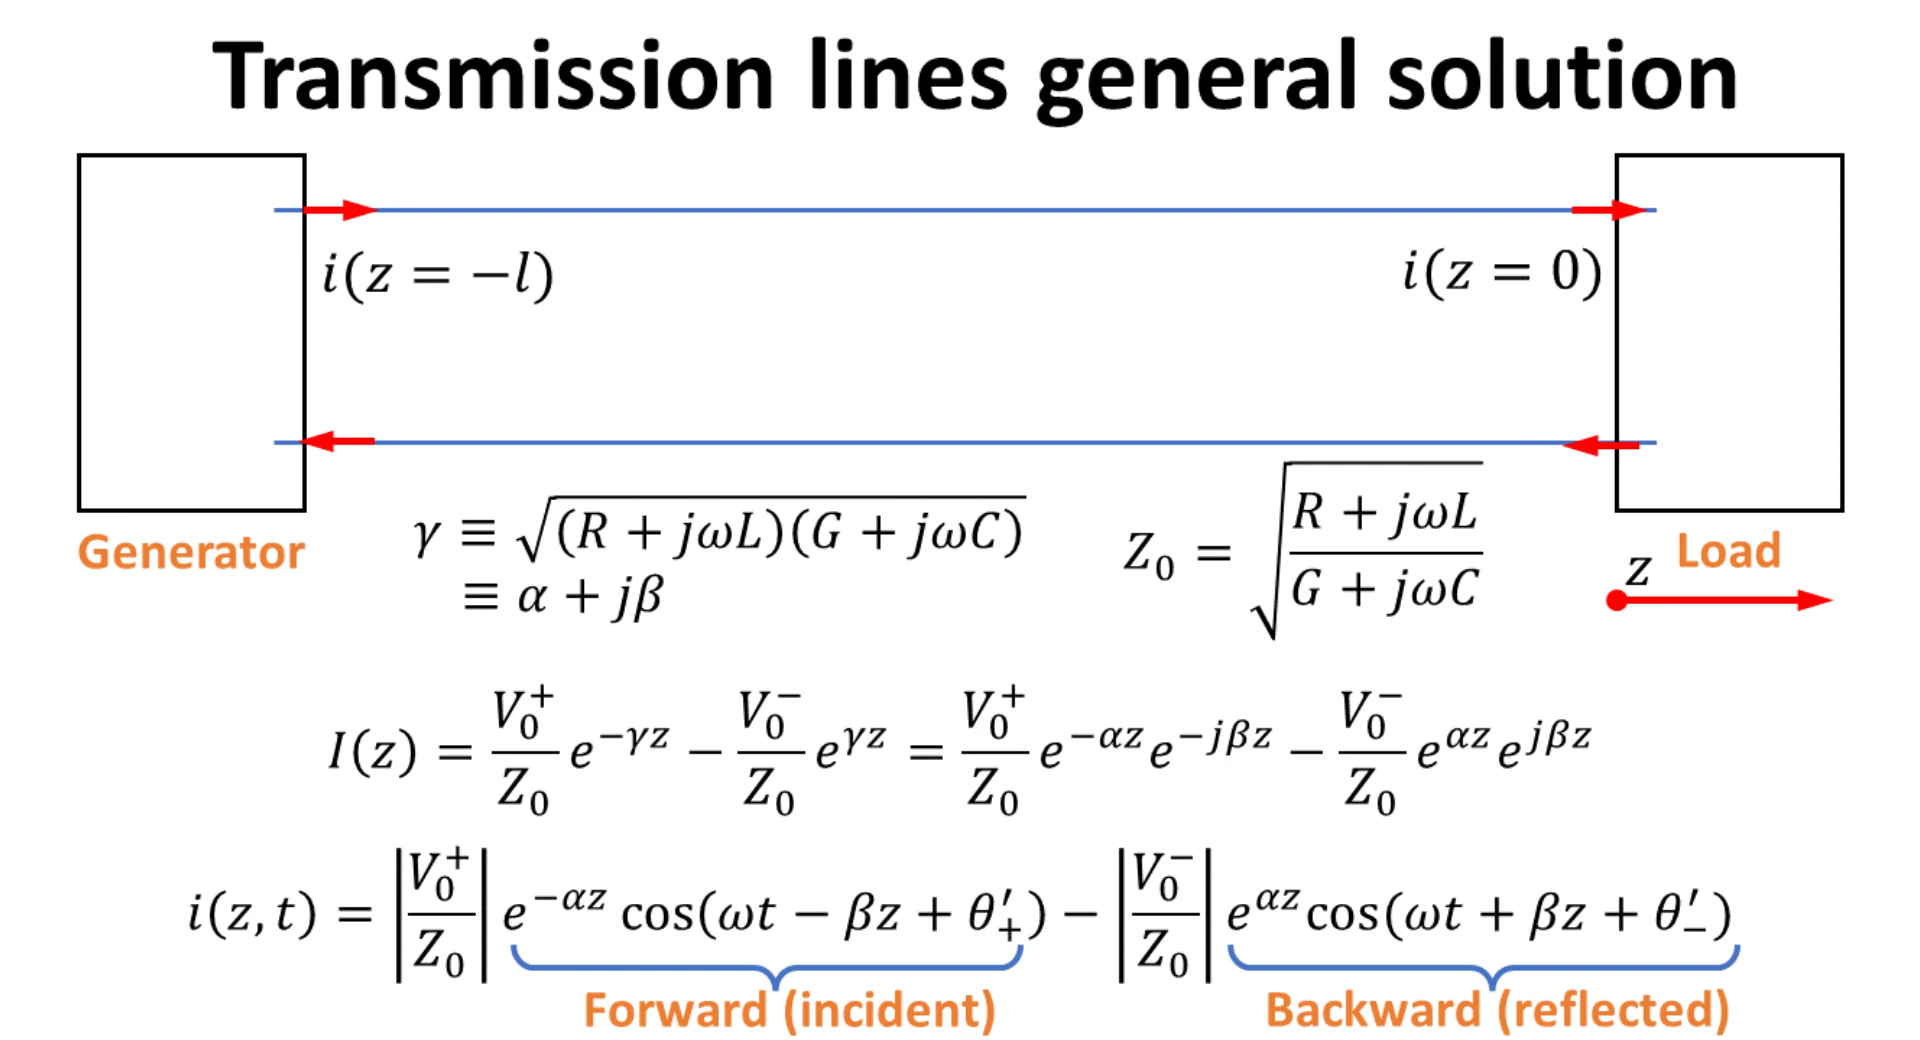 Transmission lines general solution
i(z = −l)
i(z = 0)
Generator
γ ≡ √((R + jωL)(G + jωC))
≡ α + jβ
Z₀ = √((R + jωL)/(G + jωC))
z
Load
I(z) = V₀⁺/Z₀ e^(−γz) − V₀⁻/Z₀ e^(γz) = V₀⁺/Z₀ e^(−αz) e^(−jβz) − V₀⁻/Z₀ e^(αz) e^(jβz)
i(z, t) = |V₀⁺/Z₀| e^(−αz) cos(ωt − βz + θ′₊) − |V₀⁻/Z₀| e^(αz) cos(ωt + βz + θ′₋)
Forward (incident)
Backward (reflected)